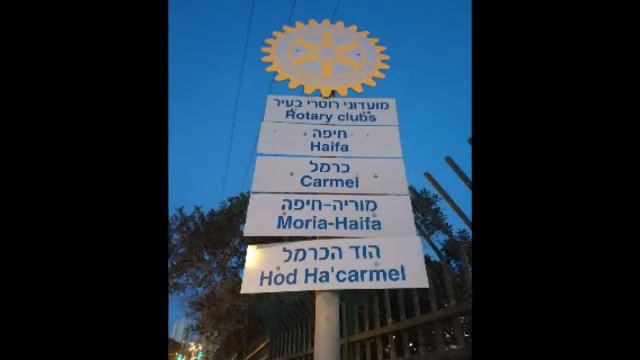 מועדוני רוטרי בעיר
Rotary clubs
חיפה
Haifa
כרמל
Carmel
מוריה-חיפה
Moria-Haifa
הוד הכרמל
Hod Ha'carmel